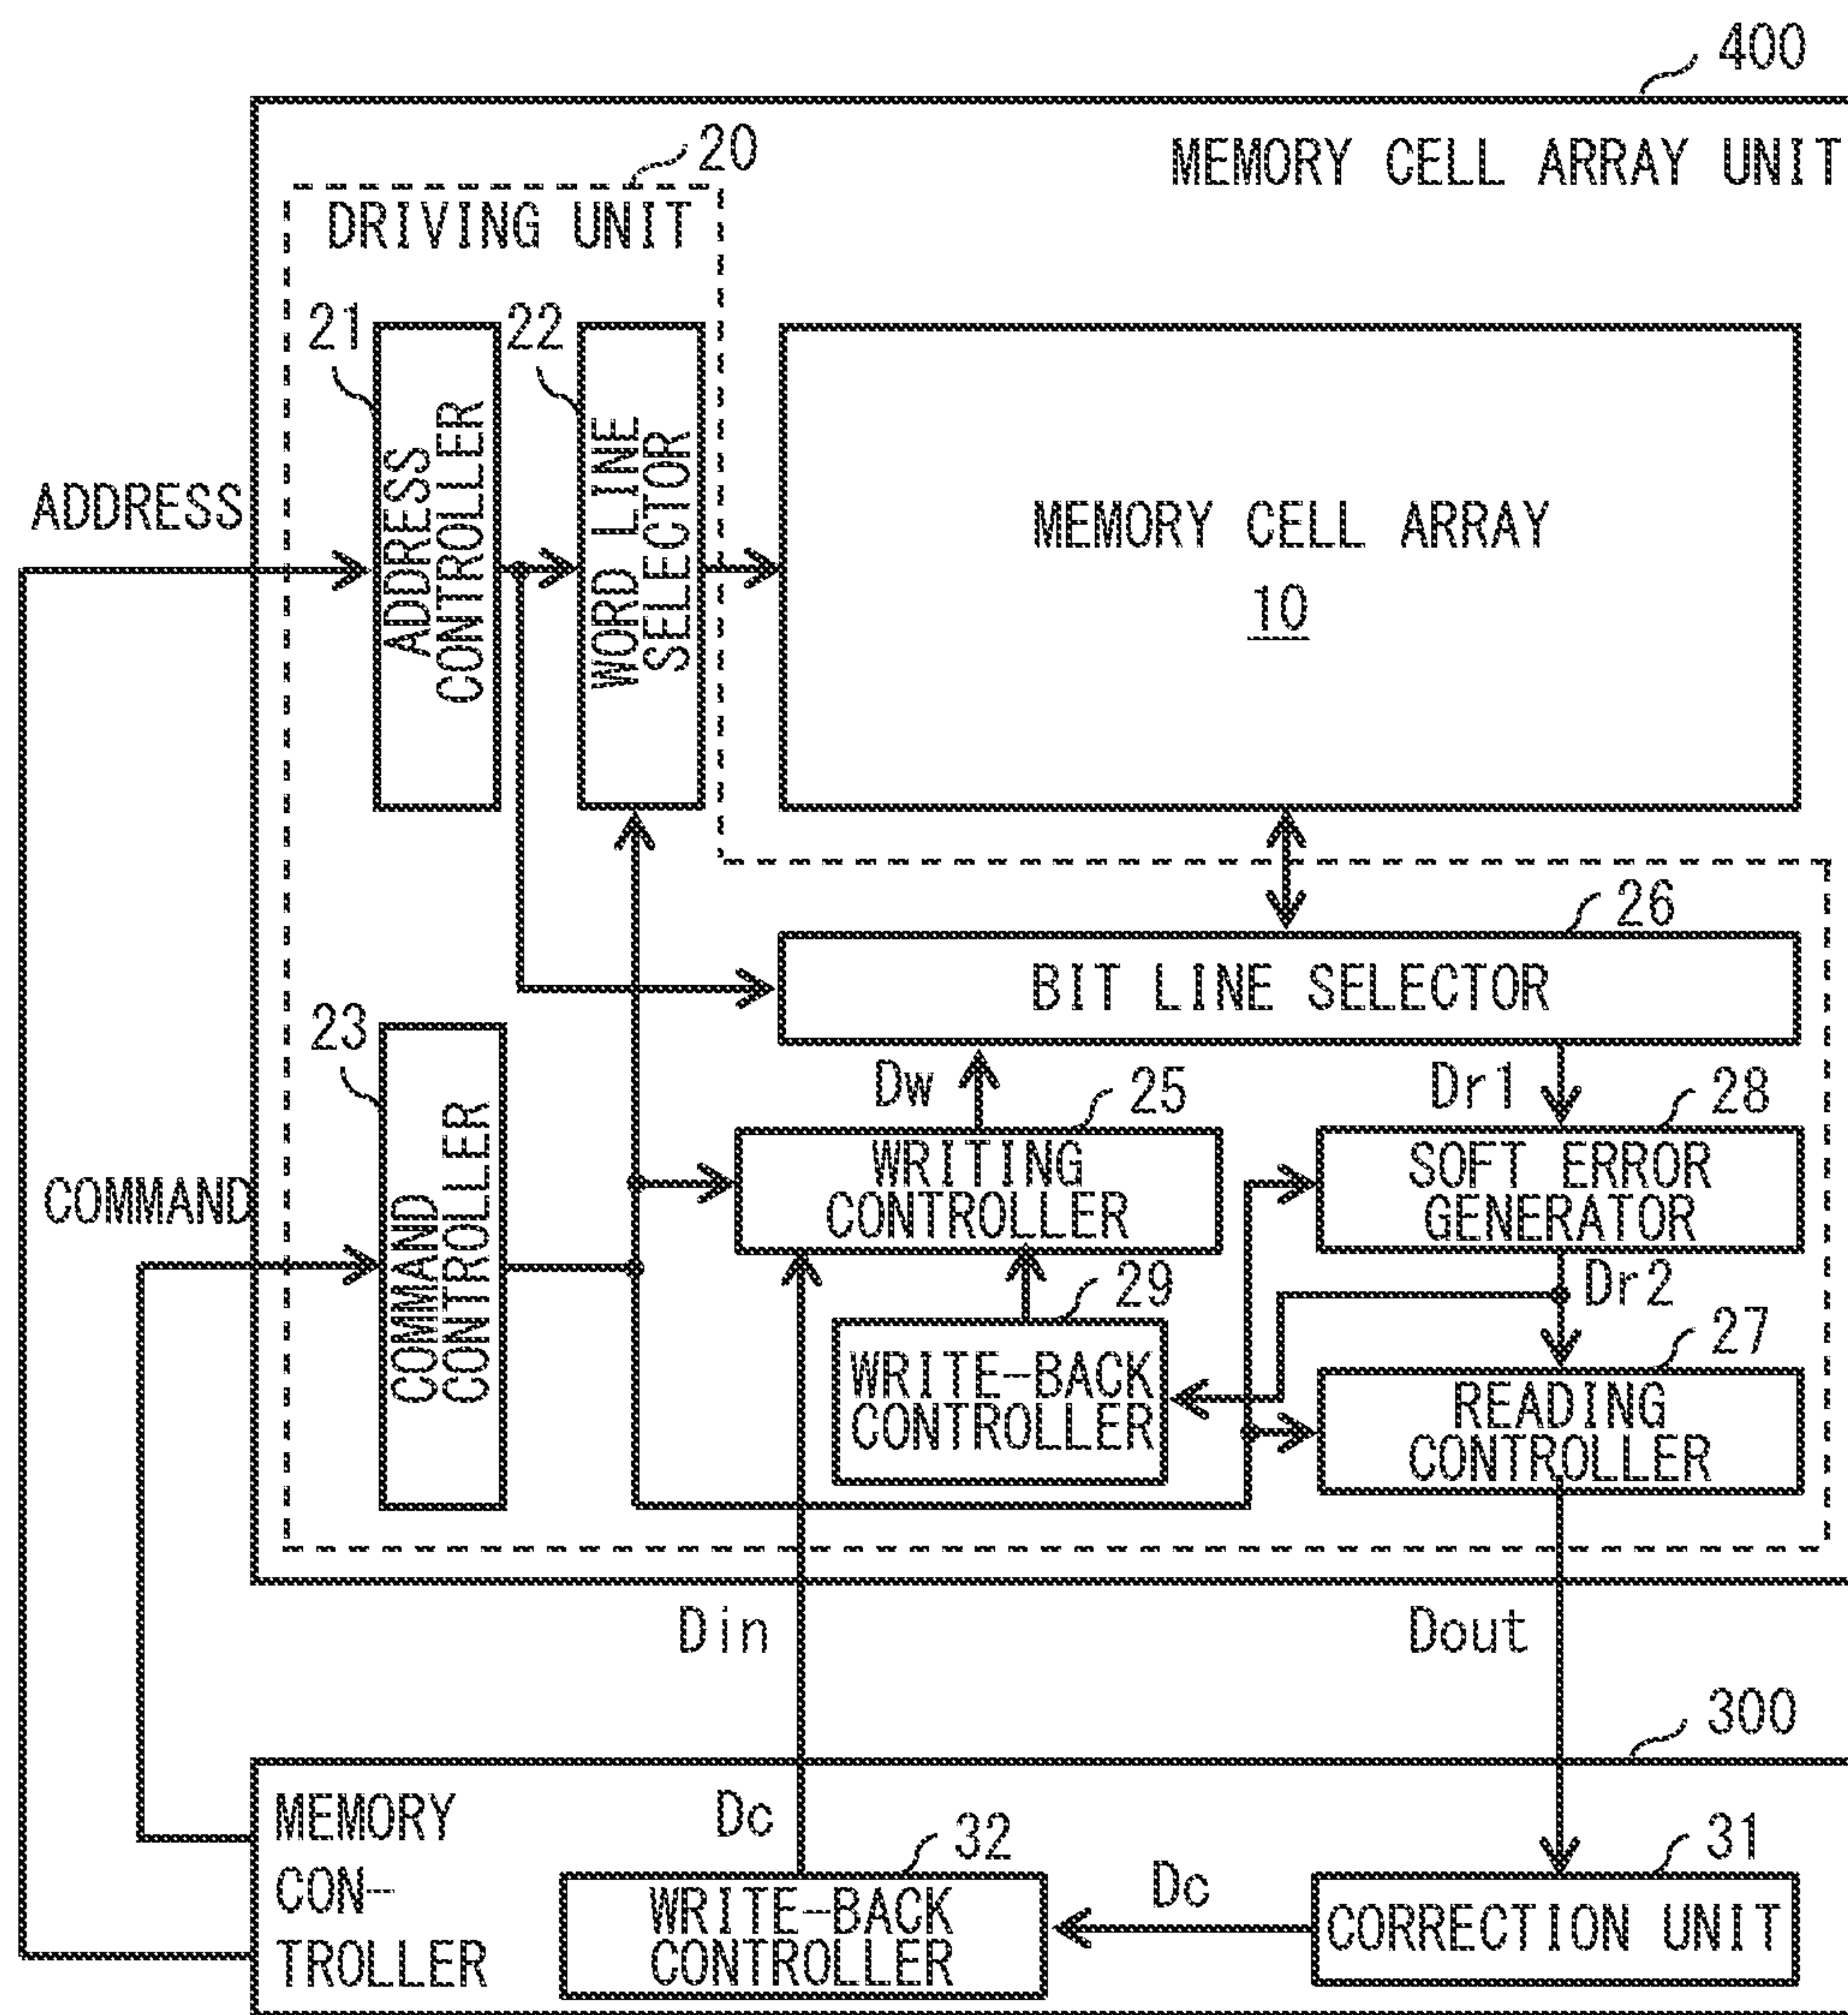 400
MEMORY CELL ARRAY UNIT
20
DRIVING UNIT
21
ADDRESS
CONTROLLER
22
WORD LINE
SELECTOR
ADDRESS
MEMORY CELL ARRAY
10
26
BIT LINE SELECTOR
23
COMMAND
CONTROLLER
COMMAND
Dw
25
WRITING
CONTROLLER
Dr1
28
SOFT ERROR
GENERATOR
Dr2
29
WRITE-BACK
CONTROLLER
27
READING
CONTROLLER
Din
Dout
300
MEMORY
CON-
TROLLER
Dc
32
WRITE-BACK
CONTROLLER
Dc
31
CORRECTION UNIT